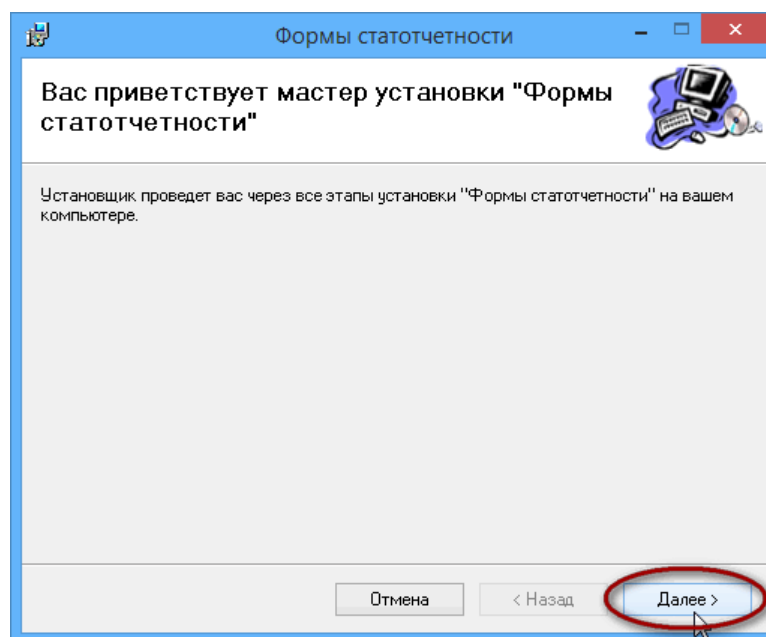 Формы статотчетности
Вас приветствует мастер установки "Формы
статотчетности"
Установщик проведет вас через все этапы установки "Формы статотчетности" на вашем
компьютере.
Отмена
< Назад
Далее >